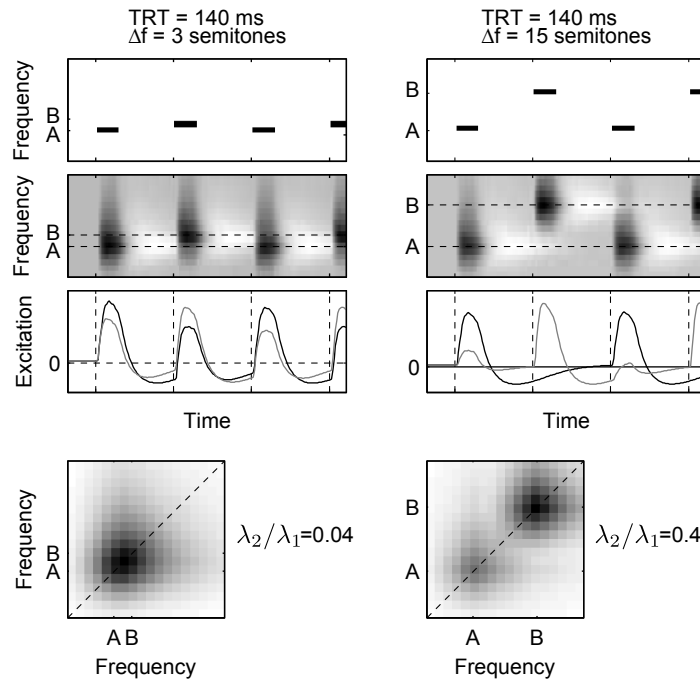 TRT = 140 ms
Δf = 3 semitones
Frequency
B
A
Frequency
B
A
Excitation
0
Time
Frequency
B
A
A B
Frequency
λ₂/λ₁=0.04
TRT = 140 ms
Δf = 15 semitones
B
A
B
A
0
Time
B
A
A B
Frequency
λ₂/λ₁=0.4